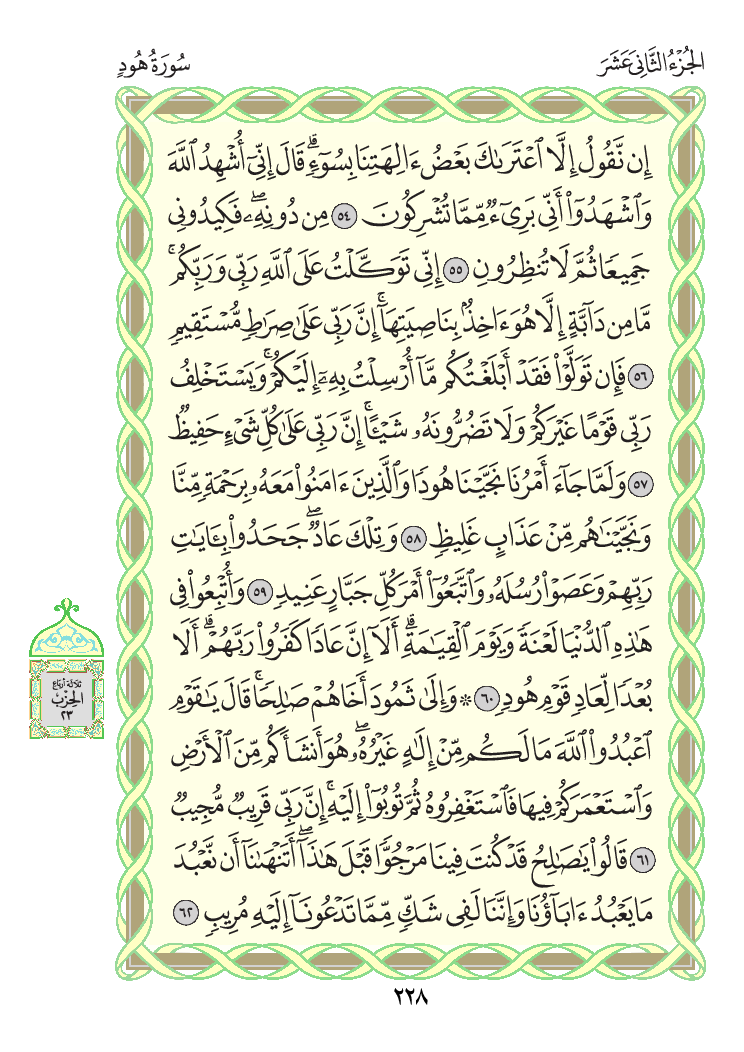 الجُزْءُ الثَّانِي عَشَرَ
سُورَةُ هُودٍ
إِن نَّقُولُ إِلَّا ٱعۡتَرَىٰكَ بَعۡضُ ءَالِهَتِنَا بِسُوٓءٖۗ قَالَ إِنِّيٓ أُشۡهِدُ ٱللَّهَ
وَٱشۡهَدُوٓاْ أَنِّي بَرِيٓءٞ مِّمَّا تُشۡرِكُونَ ٥٤ مِن دُونِهِۦۖ فَكِيدُونِي
جَمِيعٗا ثُمَّ لَا تُنظِرُونِ ٥٥ إِنِّي تَوَكَّلۡتُ عَلَى ٱللَّهِ رَبِّي وَرَبِّكُمۚ
مَّا مِن دَآبَّةٍ إِلَّا هُوَ ءَاخِذُۢ بِنَاصِيَتِهَآۚ إِنَّ رَبِّي عَلَىٰ صِرَٰطٖ مُّسۡتَقِيمٖ
٥٦ فَإِن تَوَلَّوۡاْ فَقَدۡ أَبۡلَغۡتُكُم مَّآ أُرۡسِلۡتُ بِهِۦٓ إِلَيۡكُمۡۚ وَيَسۡتَخۡلِفُ
رَبِّي قَوۡمًا غَيۡرَكُمۡ وَلَا تَضُرُّونَهُۥ شَيۡـًٔاۚ إِنَّ رَبِّي عَلَىٰ كُلِّ شَيۡءٍ حَفِيظٞ
٥٧ وَلَمَّا جَآءَ أَمۡرُنَا نَجَّيۡنَا هُودٗا وَٱلَّذِينَ ءَامَنُواْ مَعَهُۥ بِرَحۡمَةٖ مِّنَّا
وَنَجَّيۡنَٰهُم مِّنۡ عَذَابٍ غَلِيظٖ ٥٨ وَتِلۡكَ عَادٞۖ جَحَدُواْ بِـَٔايَٰتِ
رَبِّهِمۡ وَعَصَوۡاْ رُسُلَهُۥ وَٱتَّبَعُوٓاْ أَمۡرَ كُلِّ جَبَّارٍ عَنِيدٖ ٥٩ وَأُتۡبِعُواْ فِي
هَٰذِهِ ٱلدُّنۡيَا لَعۡنَةٗ وَيَوۡمَ ٱلۡقِيَٰمَةِۗ أَلَآ إِنَّ عَادٗا كَفَرُواْ رَبَّهُمۡۗ أَلَا
بُعۡدٗا لِّعَادٖ قَوۡمِ هُودٖ ٦٠ ۞ وَإِلَىٰ ثَمُودَ أَخَاهُمۡ صَٰلِحٗاۚ قَالَ يَٰقَوۡمِ
ٱعۡبُدُواْ ٱللَّهَ مَا لَكُم مِّنۡ إِلَٰهٍ غَيۡرُهُۥۖ هُوَ أَنشَأَكُم مِّنَ ٱلۡأَرۡضِ
وَٱسۡتَعۡمَرَكُمۡ فِيهَا فَٱسۡتَغۡفِرُوهُ ثُمَّ تُوبُوٓاْ إِلَيۡهِۚ إِنَّ رَبِّي قَرِيبٞ مُّجِيبٞ
٦١ قَالُواْ يَٰصَٰلِحُ قَدۡ كُنتَ فِينَا مَرۡجُوّٗا قَبۡلَ هَٰذَآۖ أَتَنۡهَىٰنَآ أَن نَّعۡبُدَ
مَا يَعۡبُدُ ءَابَآؤُنَا وَإِنَّنَا لَفِي شَكّٖ مِّمَّا تَدۡعُونَآ إِلَيۡهِ مُرِيبٖ ٦٢
ثلاثة أرباع
الحِزْب
٢٣
٢٢٨